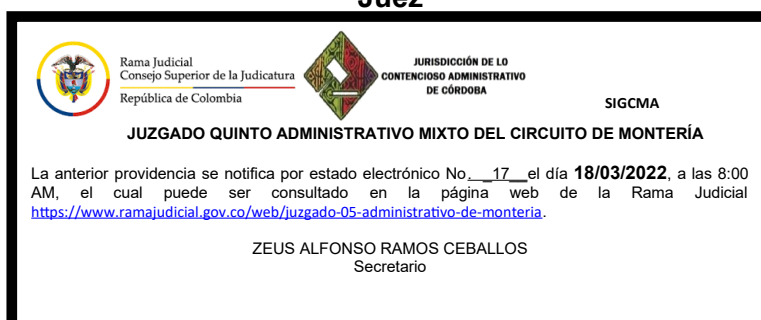 Juez
Rama Judicial
Consejo Superior de la Judicatura
República de Colombia
JURISDICCIÓN DE LO
CONTENCIOSO ADMINISTRATIVO
DE CÓRDOBA
SIGCMA
JUZGADO QUINTO ADMINISTRATIVO MIXTO DEL CIRCUITO DE MONTERÍA
La anterior providencia se notifica por estado electrónico No. _17__el día 18/03/2022, a las 8:00
AM, el cual puede ser consultado en la página web de la Rama Judicial
https://www.ramajudicial.gov.co/web/juzgado-05-administrativo-de-monteria.
ZEUS ALFONSO RAMOS CEBALLOS
Secretario